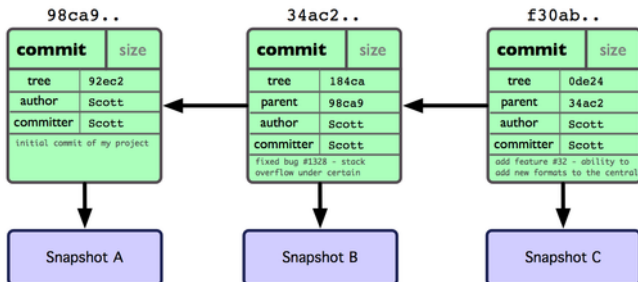 98ca9..
commit size
tree 92ec2
author Scott
committer Scott
initial commit of my project
Snapshot A
34ac2..
commit size
tree 184ca
parent 98ca9
author Scott
committer Scott
fixed bug #1328 - stack
overflow under certain
Snapshot B
f30ab..
commit size
tree 0de24
parent 34ac2
author Scott
committer Scott
add feature #32 - ability to
add new formats to the central
Snapshot C